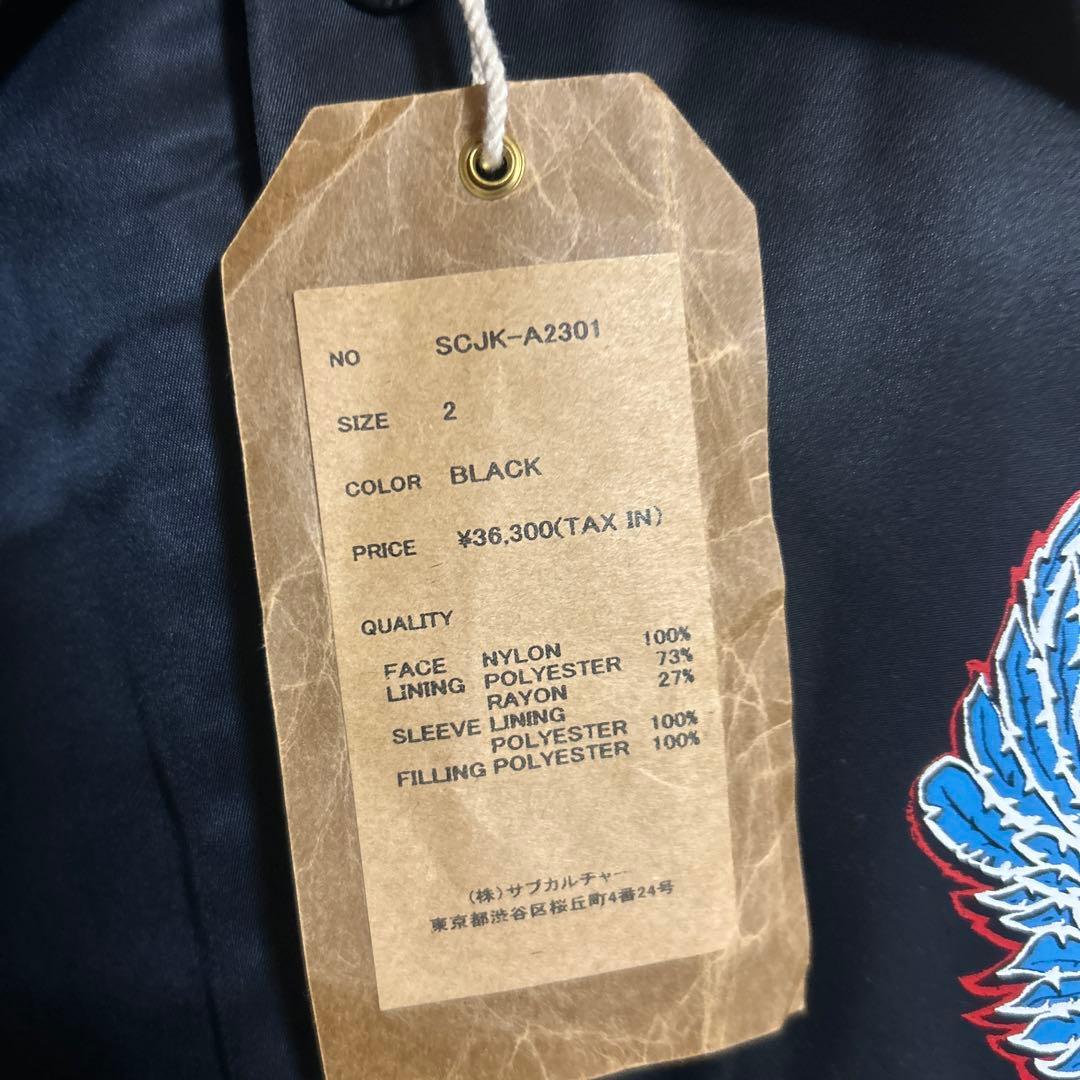 NO SCJK-A2301
SIZE 2
COLOR BLACK
PRICE ¥36,300(TAX IN)
QUALITY
FACE NYLON 100%
LINING POLYESTER 73%
RAYON 27%
SLEEVE LINING
POLYESTER 100%
FILLING POLYESTER 100%
(株)サブカルチャー
東京都渋谷区桜丘町4番24号